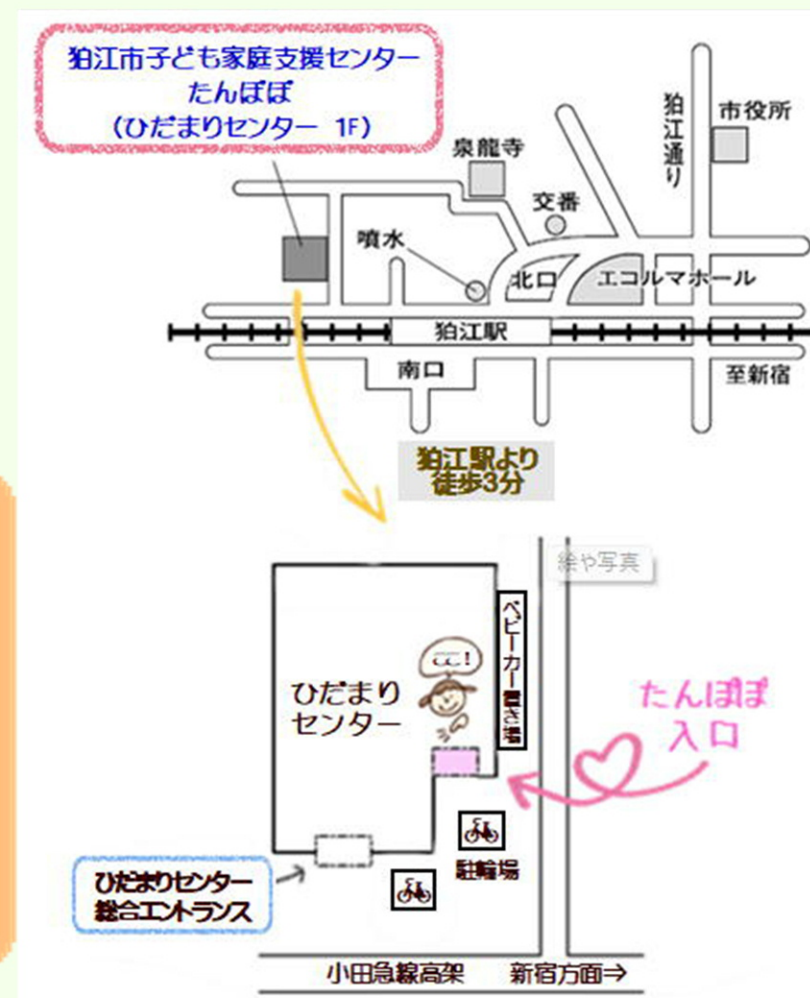 狛江市子ども家庭支援センター
たんぽぽ
（ひだまりセンター 1F）
狛江通り
市役所
泉龍寺
交番
噴水
北口
エコルマホール
狛江駅
南口
至新宿
狛江駅より
徒歩3分
絵や写真
ベビーカー置き場
ここ!
ひだまり
センター
たんぽぽ
入口
駐輪場
ひだまりセンター
総合エントランス
小田急線高架
新宿方面→